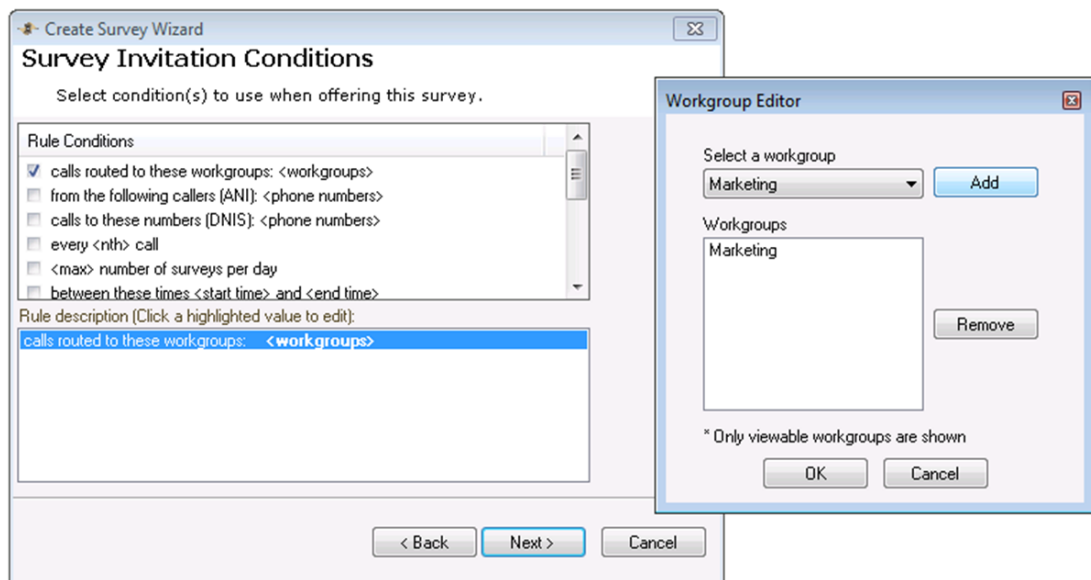 Create Survey Wizard
Survey Invitation Conditions
Select condition(s) to use when offering this survey.
Rule Conditions
calls routed to these workgroups: <workgroups>
from the following callers (ANI): <phone numbers>
calls to these numbers (DNIS): <phone numbers>
every <nth> call
<max> number of surveys per day
between these times <start time> and <end time>
Rule description (Click a highlighted value to edit):
calls routed to these workgroups: <workgroups>
< Back
Next >
Cancel
Workgroup Editor
Select a workgroup
Marketing
Add
Workgroups
Marketing
Remove
* Only viewable workgroups are shown
OK
Cancel